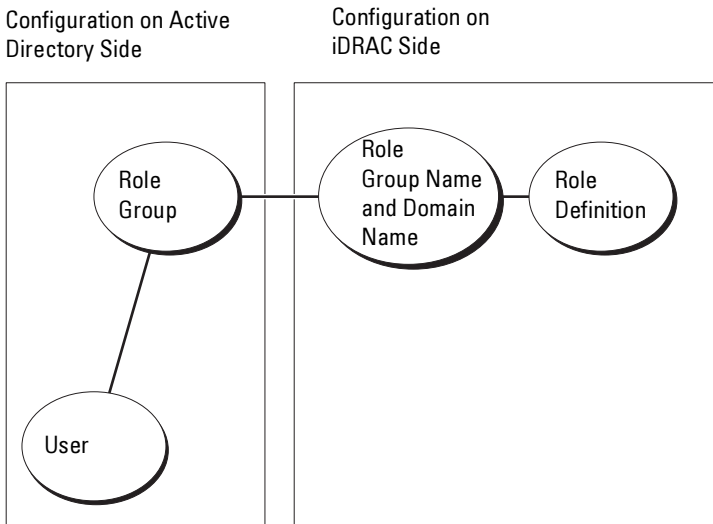 Configuration on Active
Directory Side
Configuration on
iDRAC Side
Role
Group
Role
Group Name
and Domain
Name
Role
Definition
User